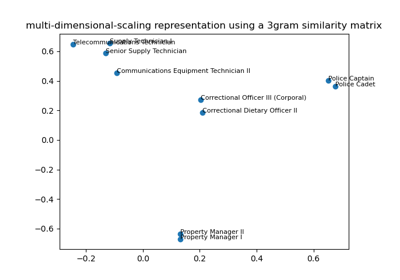 multi-dimensional-scaling representation using a 3gram similarity matrix
0.6
0.4
0.2
0.0
−0.2
−0.4
−0.6
Supply Technician I
Telecommunications Technician
Senior Supply Technician
Communications Equipment Technician II
Police Captain
Police Cadet
Correctional Officer III (Corporal)
Correctional Dietary Officer II
Property Manager II
Property Manager I
−0.2
0.0
0.2
0.4
0.6